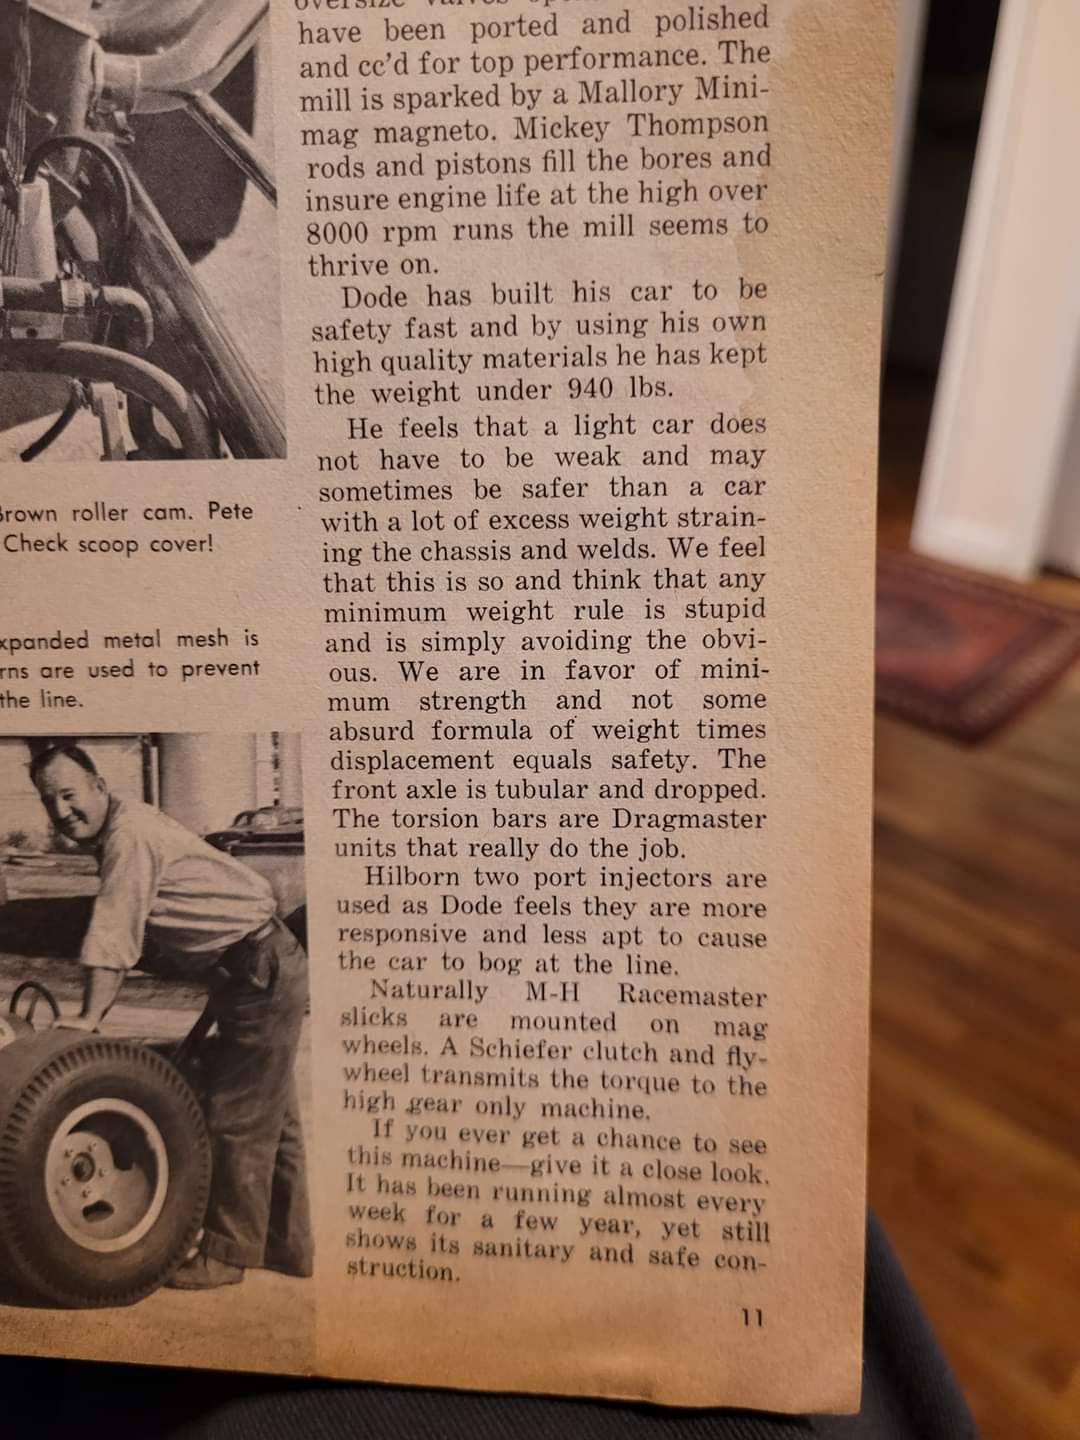 oversize valves
have been ported and polished
and cc'd for top performance. The
mill is sparked by a Mallory Mini-
mag magneto. Mickey Thompson
rods and pistons fill the bores and
insure engine life at the high over
8000 rpm runs the mill seems to
thrive on.
Dode has built his car to be
safety fast and by using his own
high quality materials he has kept
the weight under 940 lbs.
He feels that a light car does
not have to be weak and may
sometimes be safer than a car
with a lot of excess weight strain-
ing the chassis and welds. We feel
that this is so and think that any
minimum weight rule is stupid
and is simply avoiding the obvi-
ous. We are in favor of mini-
mum strength and not some
absurd formula of weight times
displacement equals safety. The
front axle is tubular and dropped.
The torsion bars are Dragmaster
units that really do the job.
Hilborn two port injectors are
used as Dode feels they are more
responsive and less apt to cause
the car to bog at the line.
Naturally M-H Racemaster
slicks are mounted on mag
wheels. A Schiefer clutch and fly-
wheel transmits the torque to the
high gear only machine.
If you ever get a chance to see
this machine—give it a close look.
It has been running almost every
week for a few year, yet still
shows its sanitary and safe con-
struction.
Brown roller cam. Pete
Check scoop cover!
xpanded metal mesh is
rns are used to prevent
the line.
11